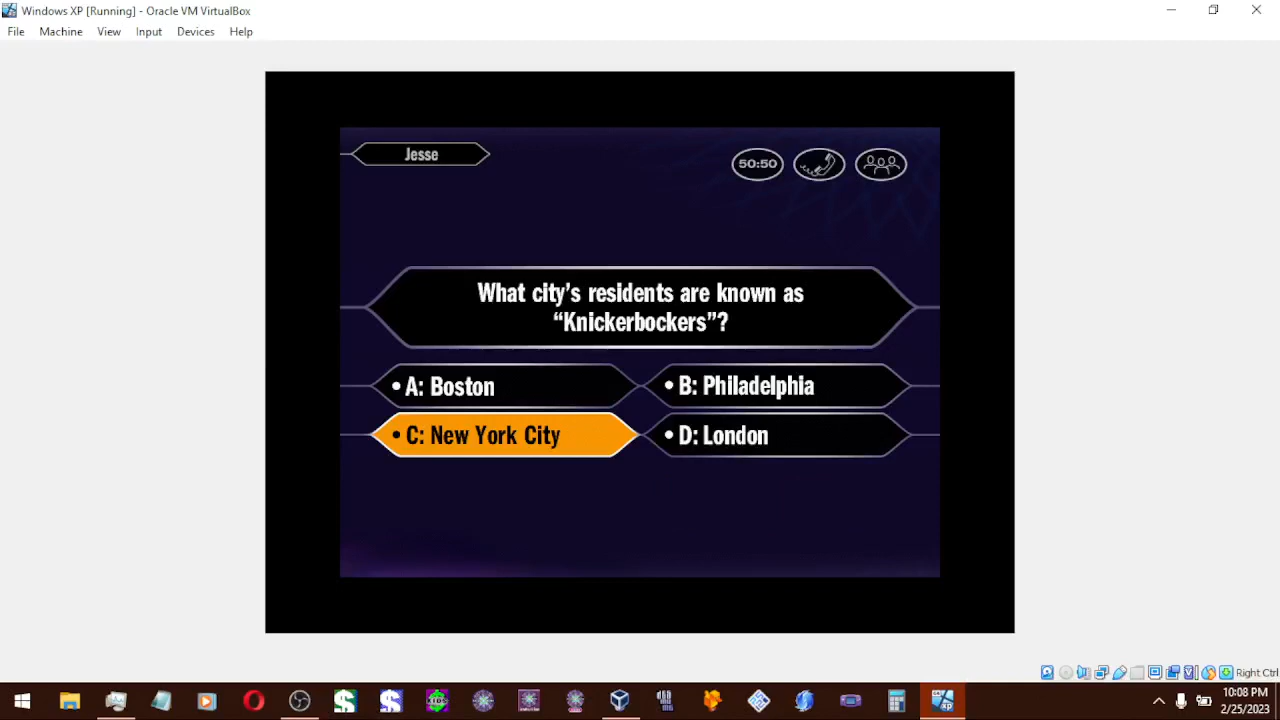 Windows XP [Running] - Oracle VM VirtualBox
File Machine View Input Devices Help
Jesse
50:50
What city's residents are known as
“Knickerbockers”?
• A: Boston
• B: Philadelphia
• C: New York City
• D: London
Right Ctrl
10:08 PM
2/25/2023